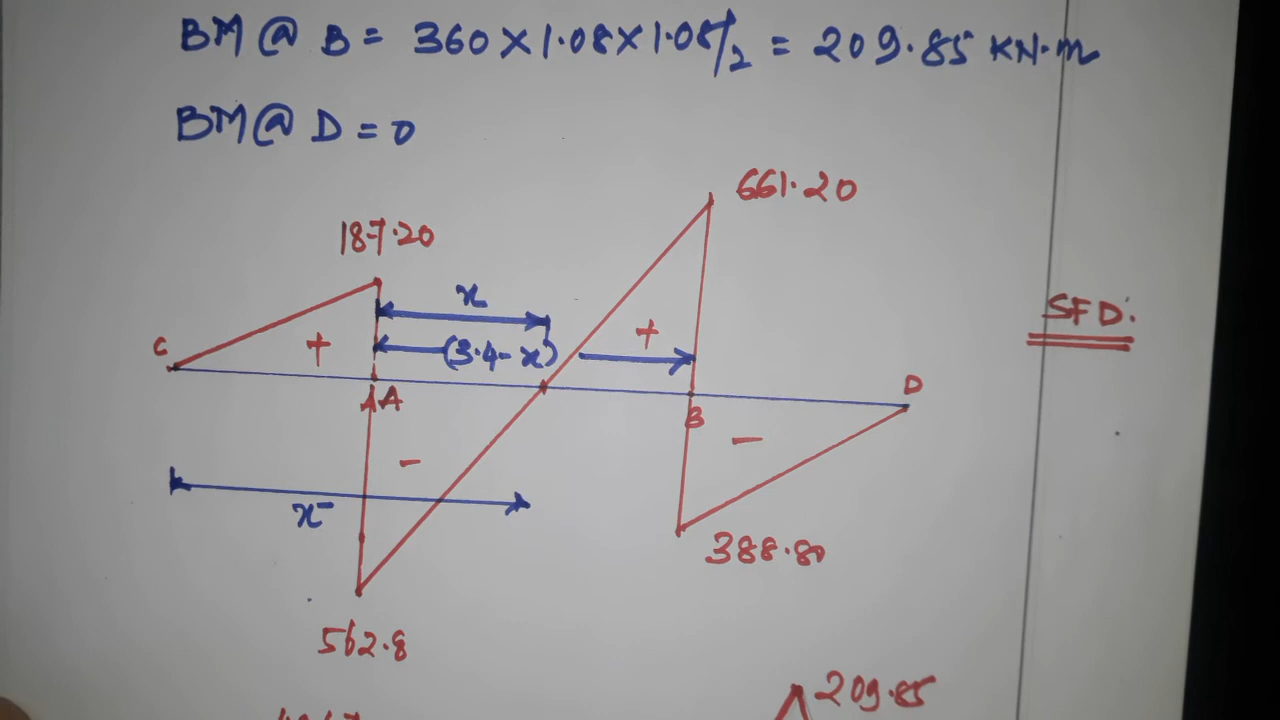 BM @ B = 360 × 1.08 × 1.08/2 = 209.85 KN.m
BM @ D = 0
661.20
187.20
x
SFD.
+
+
(3.4 - x)
C
D
A
B
-
-
x
388.80
562.8
209.85